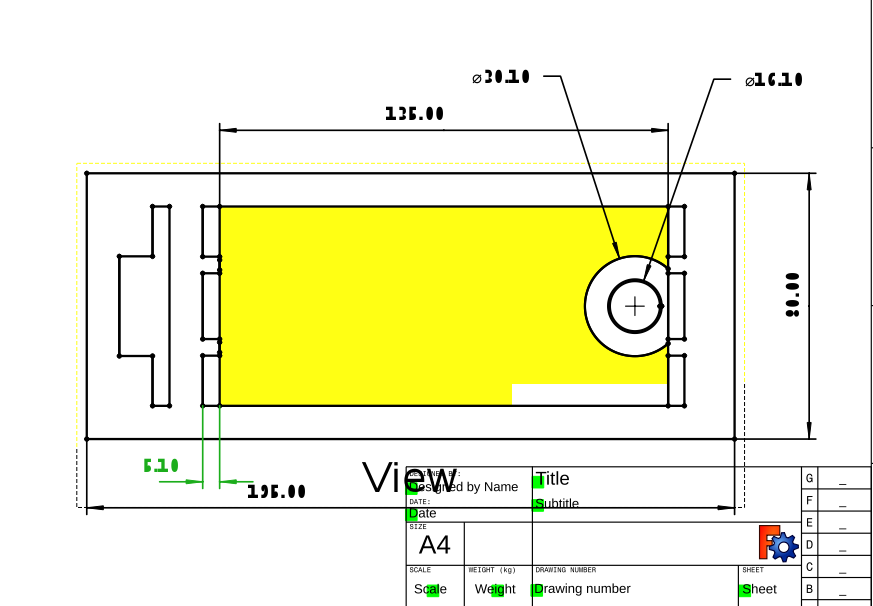 ⌀30.10
⌀16.10
135.00
80.00
5.10
195.00
View
DESIGNED BY:
Designed by Name
DATE:
Date
Title
Subtitle
SIZE
A4
SCALE
Scale
WEIGHT (kg)
Weight
DRAWING NUMBER
Drawing number
SHEET
Sheet
G _
F _
E _
D _
C _
B _